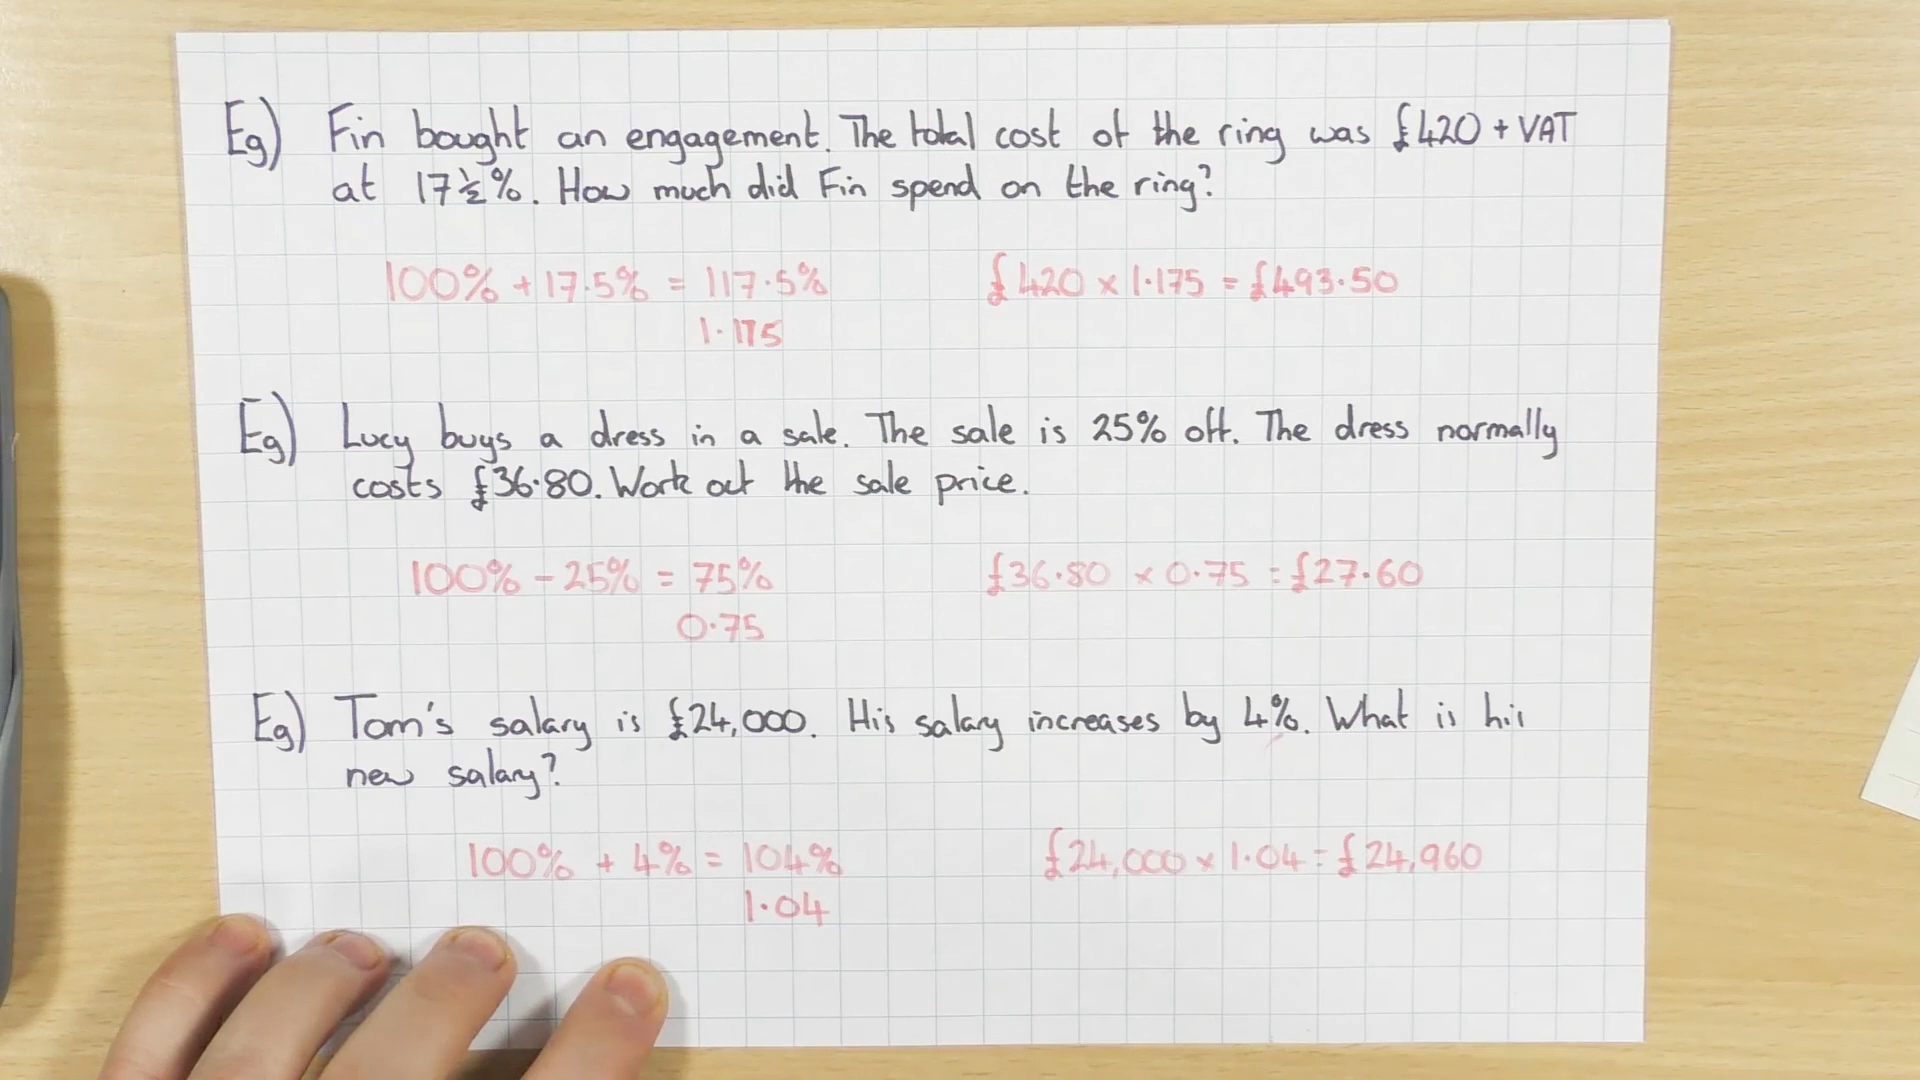 Eg) Fin bought an engagement. The total cost of the ring was £420 + VAT
at 17½%. How much did Fin spend on the ring?
100% + 17.5% = 117.5%
1.175
£420 × 1.175 = £493.50
Eg) Lucy buys a dress in a sale. The sale is 25% off. The dress normally
costs £36.80. Work out the sale price.
100% - 25% = 75%
0.75
£36.80 × 0.75 = £27.60
Eg) Tom's salary is £24,000. His salary increases by 4%. What is his
new salary?
100% + 4% = 104%
1.04
£24,000 × 1.04 = £24,960